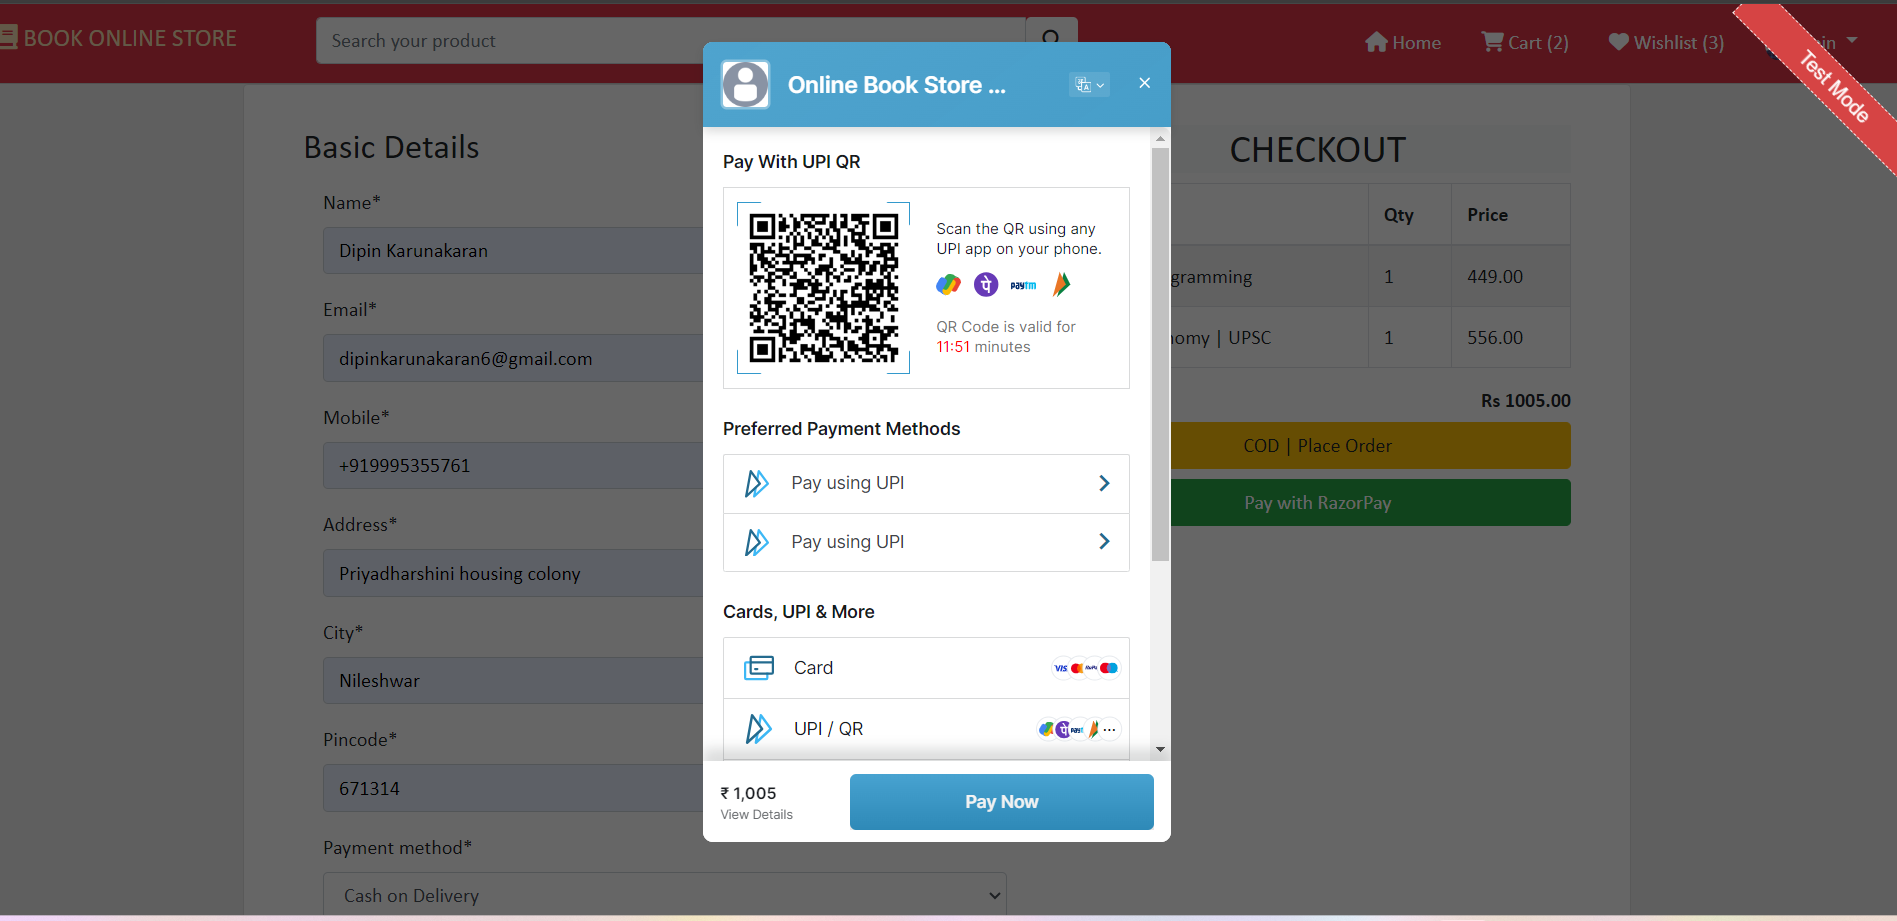 BOOK ONLINE STORE
Search your product
Home
Cart (2)
Wishlist (3)
Test Mode
Basic Details
Name*
Dipin Karunakaran
Email*
dipinkarunakaran6@gmail.com
Mobile*
+919995355761
Address*
Priyadharshini housing colony
City*
Nileshwar
Pincode*
671314
Payment method*
Cash on Delivery
Online Book Store ...
Pay With UPI QR
Scan the QR using any
UPI app on your phone.
paytm
QR Code is valid for
11:51 minutes
Preferred Payment Methods
Pay using UPI
Pay using UPI
Cards, UPI & More
Card
VISA
UPI / QR
₹ 1,005
View Details
Pay Now
CHECKOUT
Qty
Price
gramming
1
449.00
omy | UPSC
1
556.00
Rs 1005.00
COD | Place Order
Pay with RazorPay